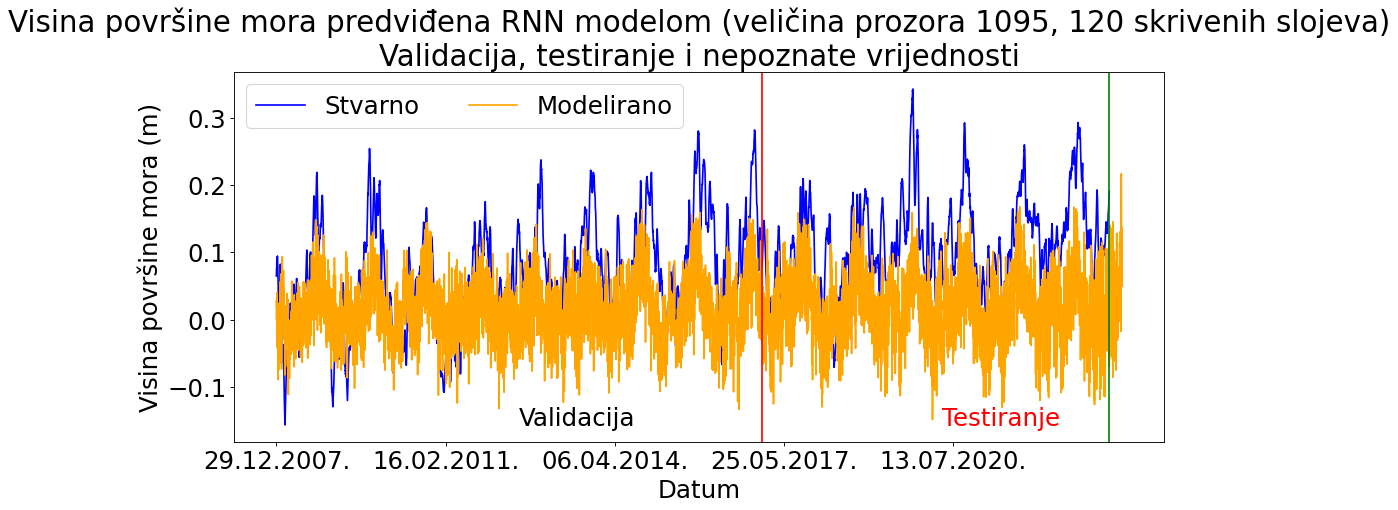 Visina površine mora predviđena RNN modelom (veličina prozora 1095, 120 skrivenih slojeva)
Validacija, testiranje i nepoznate vrijednosti
Stvarno
Modelirano
Visina površine mora (m)
0.3
0.2
0.1
0.0
−0.1
Validacija
Testiranje
29.12.2007.
16.02.2011.
06.04.2014.
25.05.2017.
13.07.2020.
Datum